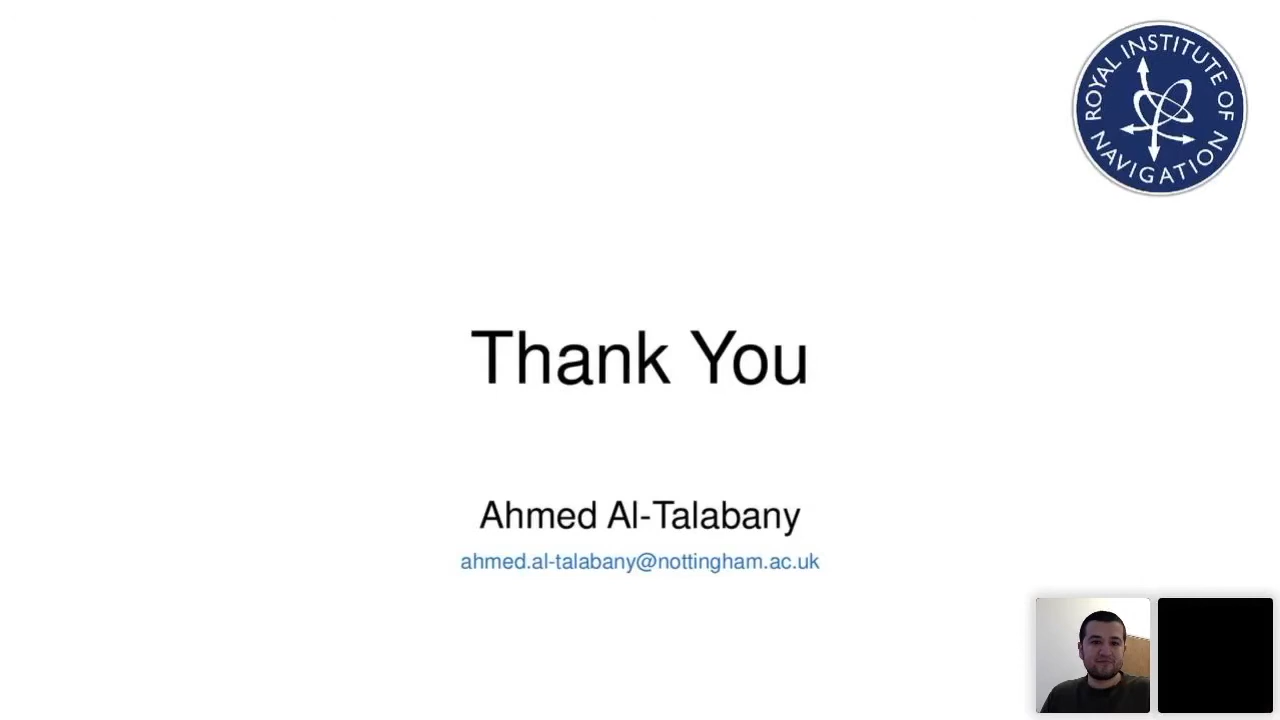 ROYAL INSTITUTE OF
NAVIGATION
Thank You
Ahmed Al-Talabany
ahmed.al-talabany@nottingham.ac.uk